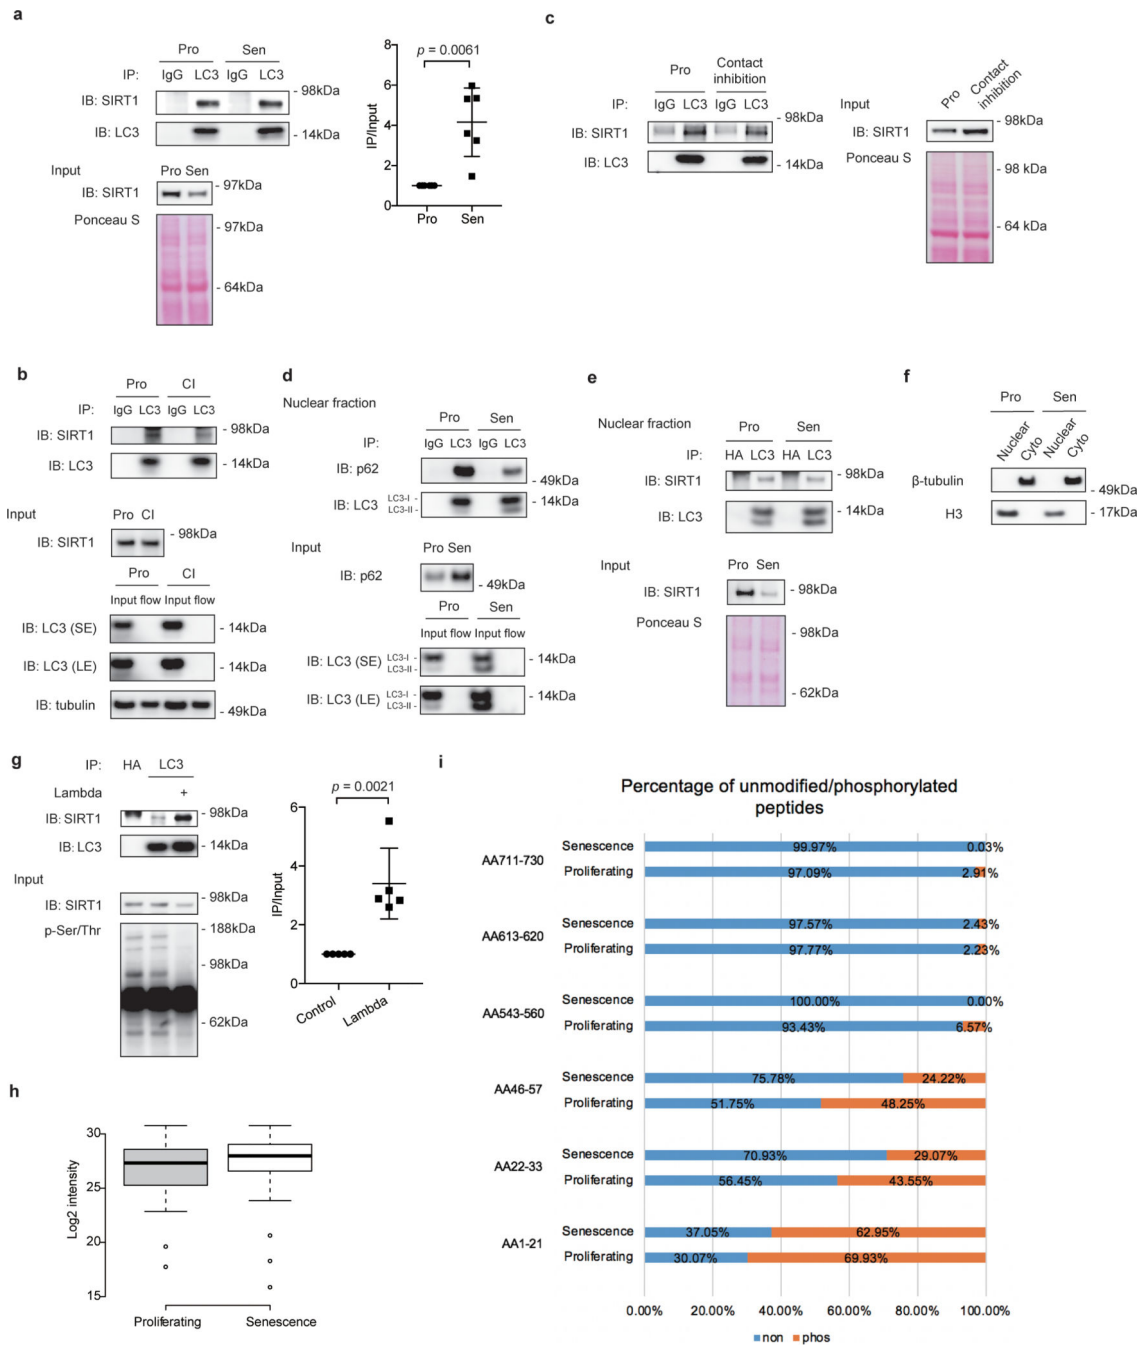 a
Pro Sen
IP: IgG LC3 IgG LC3
IB: SIRT1 - 98kDa
IB: LC3 - 14kDa
Input
Pro Sen
IB: SIRT1 - 97kDa
Ponceau S - 97kDa
- 64kDa
p = 0.0061
8
6
4
2
0
IP/Input
Pro Sen
c
Pro Contact
inhibition
IP: IgG LC3 IgG LC3
IB: SIRT1 - 98kDa
IB: LC3 - 14kDa
Input Pro Contact
inhibition
IB: SIRT1 - 98kDa
Ponceau S - 98 kDa
- 64 kDa
b
Pro CI
IP: IgG LC3 IgG LC3
IB: SIRT1 - 98kDa
IB: LC3 - 14kDa
Input Pro CI
IB: SIRT1 - 98kDa
Pro CI
Input flow Input flow
IB: LC3 (SE) - 14kDa
IB: LC3 (LE) - 14kDa
IB: tubulin - 49kDa
d
Nuclear fraction
Pro Sen
IP: IgG LC3 IgG LC3
IB: p62 - 49kDa
IB: LC3 LC3-I - - 14kDa
LC3-II -
Input Pro Sen
IB: p62 - 49kDa
Pro Sen
Input flow Input flow
IB: LC3 (SE) LC3-I - - 14kDa
LC3-II -
IB: LC3 (LE) LC3-I - - 14kDa
LC3-II -
e
Nuclear fraction
Pro Sen
IP: HA LC3 HA LC3
IB: SIRT1 - 98kDa
IB: LC3 - 14kDa
Input Pro Sen
IB: SIRT1 - 98kDa
Ponceau S - 98kDa
- 62kDa
f
Pro Sen
Nuclear Cyto Nuclear Cyto
β-tubulin - 49kDa
H3 - 17kDa
g
IP: HA LC3
Lambda +
IB: SIRT1 - 98kDa
IB: LC3 - 14kDa
Input
IB: SIRT1 - 98kDa
p-Ser/Thr - 188kDa
- 98kDa
- 62kDa
p = 0.0021
6
4
2
0
IP/Input
Control Lambda
h
30
25
20
15
Log2 intensity
Proliferating Senescence
i
Percentage of unmodified/phosphorylated
peptides
AA711-730
Senescence 99.97% 0.03%
Proliferating 97.09% 2.91%
AA613-620
Senescence 97.57% 2.43%
Proliferating 97.77% 2.23%
AA543-560
Senescence 100.00% 0.00%
Proliferating 93.43% 6.57%
AA46-57
Senescence 75.78% 24.22%
Proliferating 51.75% 48.25%
AA22-33
Senescence 70.93% 29.07%
Proliferating 56.45% 43.55%
AA1-21
Senescence 37.05% 62.95%
Proliferating 30.07% 69.93%
0.00% 20.00% 40.00% 60.00% 80.00% 100.00%
non phos